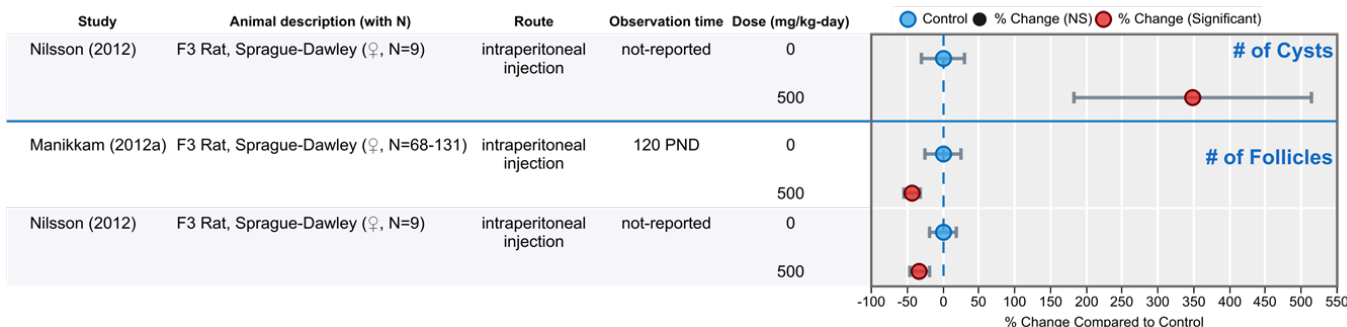 Study Animal description (with N) Route Observation time Dose (mg/kg-day) Control % Change (NS) % Change (Significant)
Nilsson (2012) F3 Rat, Sprague-Dawley (♀, N=9) intraperitoneal not-reported 0 # of Cysts
injection
500
Manikkam (2012a) F3 Rat, Sprague-Dawley (♀, N=68-131) intraperitoneal 120 PND 0 # of Follicles
injection
500
Nilsson (2012) F3 Rat, Sprague-Dawley (♀, N=9) intraperitoneal not-reported 0
injection
500
-100 -50 0 50 100 150 200 250 300 350 400 450 500 550
% Change Compared to Control